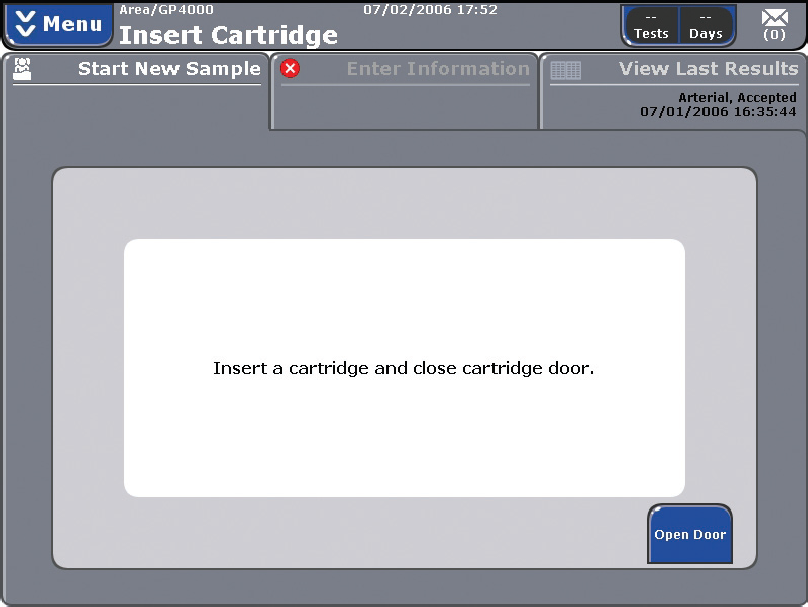 Menu
Area/GP4000
07/02/2006 17:52
Insert Cartridge
--
Tests
--
Days
(0)
Start New Sample
Enter Information
View Last Results
Arterial, Accepted
07/01/2006 16:35:44
Insert a cartridge and close cartridge door.
Open Door